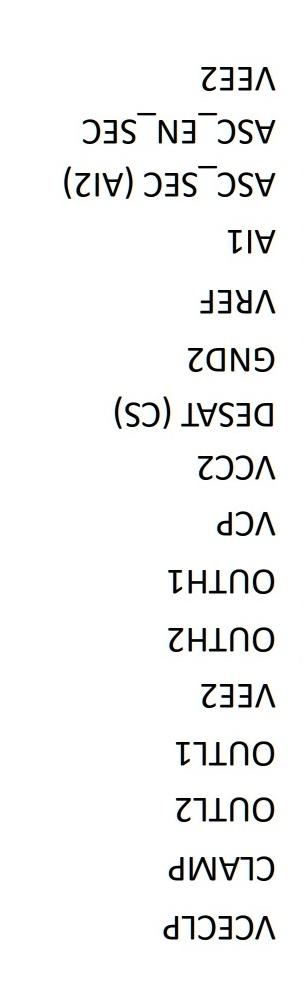 VCECLP
CLAMP
OUTL2
OUTL1
VEE2
OUTH2
OUTH1
VCP
VCC2
DESAT (CS)
GND2
VREF
AI1
ASC_SEC (AI2)
ASC_EN_SEC
VEE2